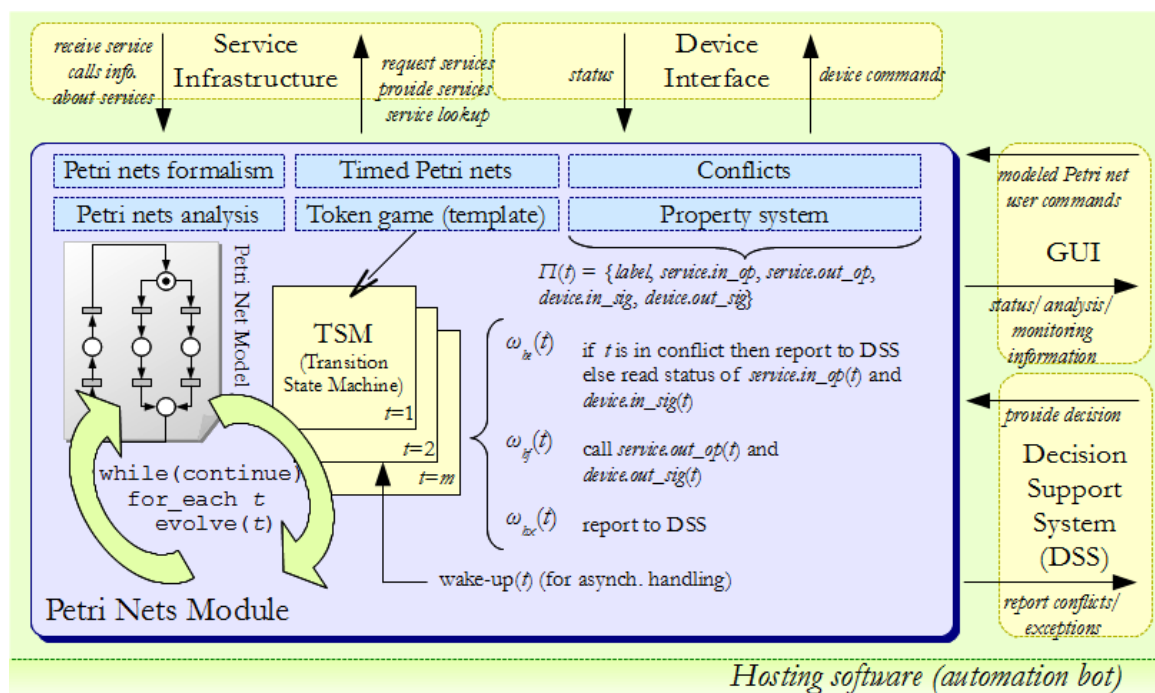 receive service
calls info.
about services
Service
Infrastructure
request services
provide services
service lookup
status
Device
Interface
device commands
Petri nets formalism
Timed Petri nets
Conflicts
Petri nets analysis
Token game (template)
Property system
Petri Net Model
Π(t) = {label, service.in_op, service.out_op,
device.in_sig, device.out_sig}
TSM
(Transition
State Machine)
t=1
t=2
t=m
ω_be(t)
if t is in conflict then report to DSS
else read status of service.in_op(t) and
device.in_sig(t)
ω_bf(t)
call service.out_op(t) and
device.out_sig(t)
ω_bx(t)
report to DSS
while(continue)
for_each t
evolve(t)
wake-up(t) (for asynch. handling)
Petri Nets Module
modeled Petri net
user commands
GUI
status/ analysis/
monitoring
information
provide decision
Decision
Support
System
(DSS)
report conflicts/
exceptions
Hosting software (automation bot)